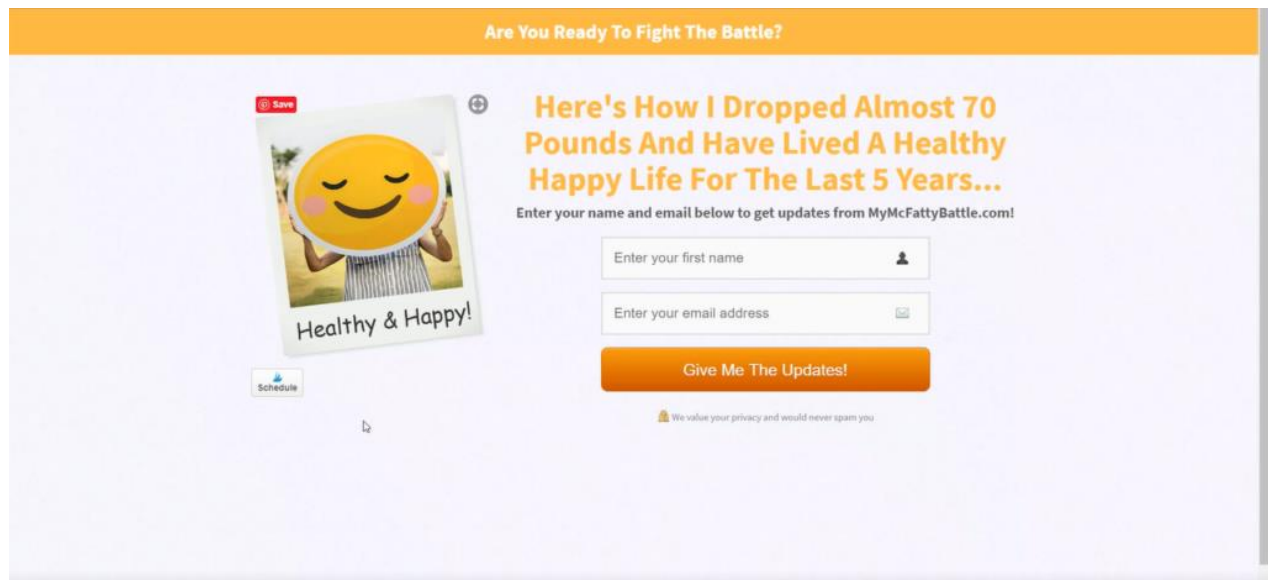 Are You Ready To Fight The Battle?
Save
Here's How I Dropped Almost 70
Pounds And Have Lived A Healthy
Happy Life For The Last 5 Years...
Enter your name and email below to get updates from MyMcFattyBattle.com!
Enter your first name
Enter your email address
Healthy & Happy!
Give Me The Updates!
Schedule
We value your privacy and would never spam you